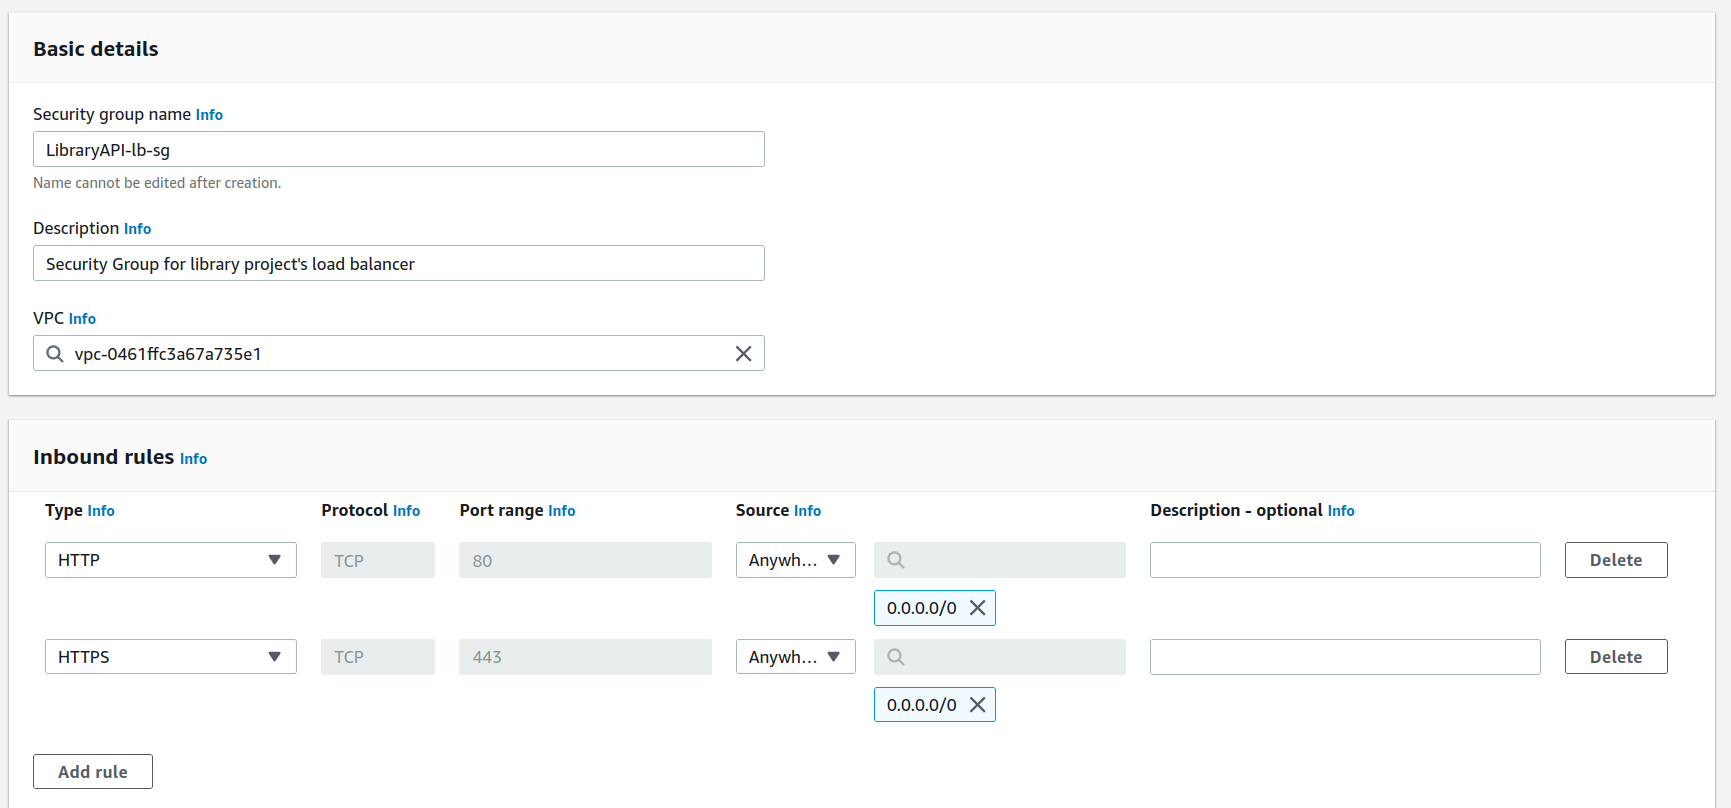 Basic details
Security group name Info
LibraryAPI-lb-sg
Name cannot be edited after creation.
Description Info
Security Group for library project's load balancer
VPC Info
vpc-0461ffc3a67a735e1
Inbound rules Info
Type Info Protocol Info Port range Info Source Info Description - optional Info
HTTP TCP 80 Anywh... Delete
0.0.0.0/0
HTTPS TCP 443 Anywh... Delete
0.0.0.0/0
Add rule